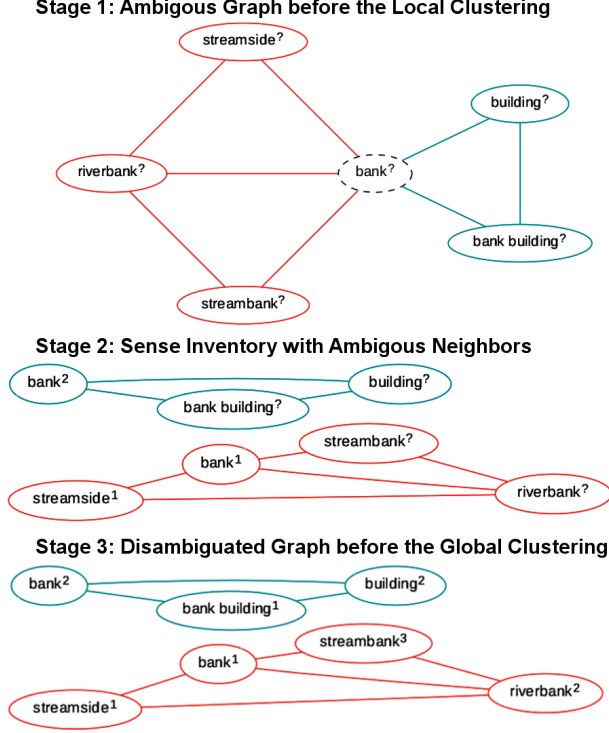 Stage 1: Ambigous Graph before the Local Clustering
streamside?
building?
riverbank?
bank?
bank building?
streambank?
Stage 2: Sense Inventory with Ambigous Neighbors
bank2
building?
bank building?
streambank?
bank1
streamside1
riverbank?
Stage 3: Disambiguated Graph before the Global Clustering
bank2
building2
bank building1
streambank3
bank1
riverbank2
streamside1